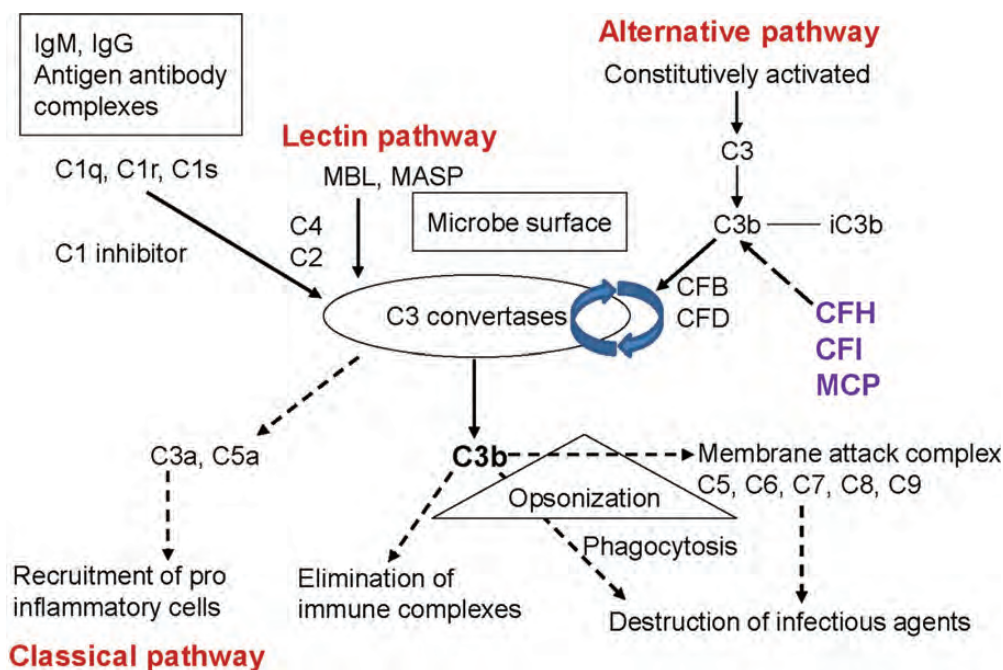 IgM, IgG
Antigen antibody
complexes
C1q, C1r, C1s
C1 inhibitor
Lectin pathway
MBL, MASP
C4
C2
Microbe surface
Alternative pathway
Constitutively activated
C3
C3b
iC3b
CFB
CFD
CFH
CFI
MCP
C3 convertases
C3a, C5a
C3b
Opsonization
Membrane attack complex
C5, C6, C7, C8, C9
Phagocytosis
Recruitment of pro
inflammatory cells
Elimination of
immune complexes
Destruction of infectious agents
Classical pathway